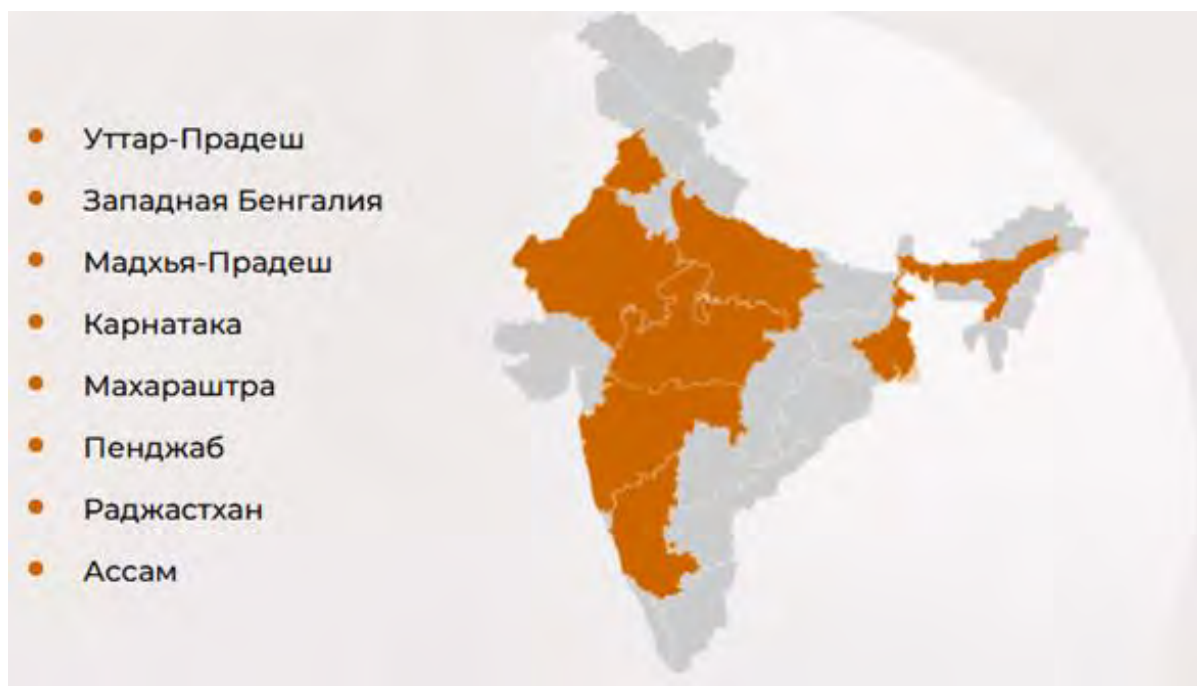 Уттар-Прадеш
Западная Бенгалия
Мадхья-Прадеш
Карнатака
Махараштра
Пенджаб
Раджастхан
Ассам